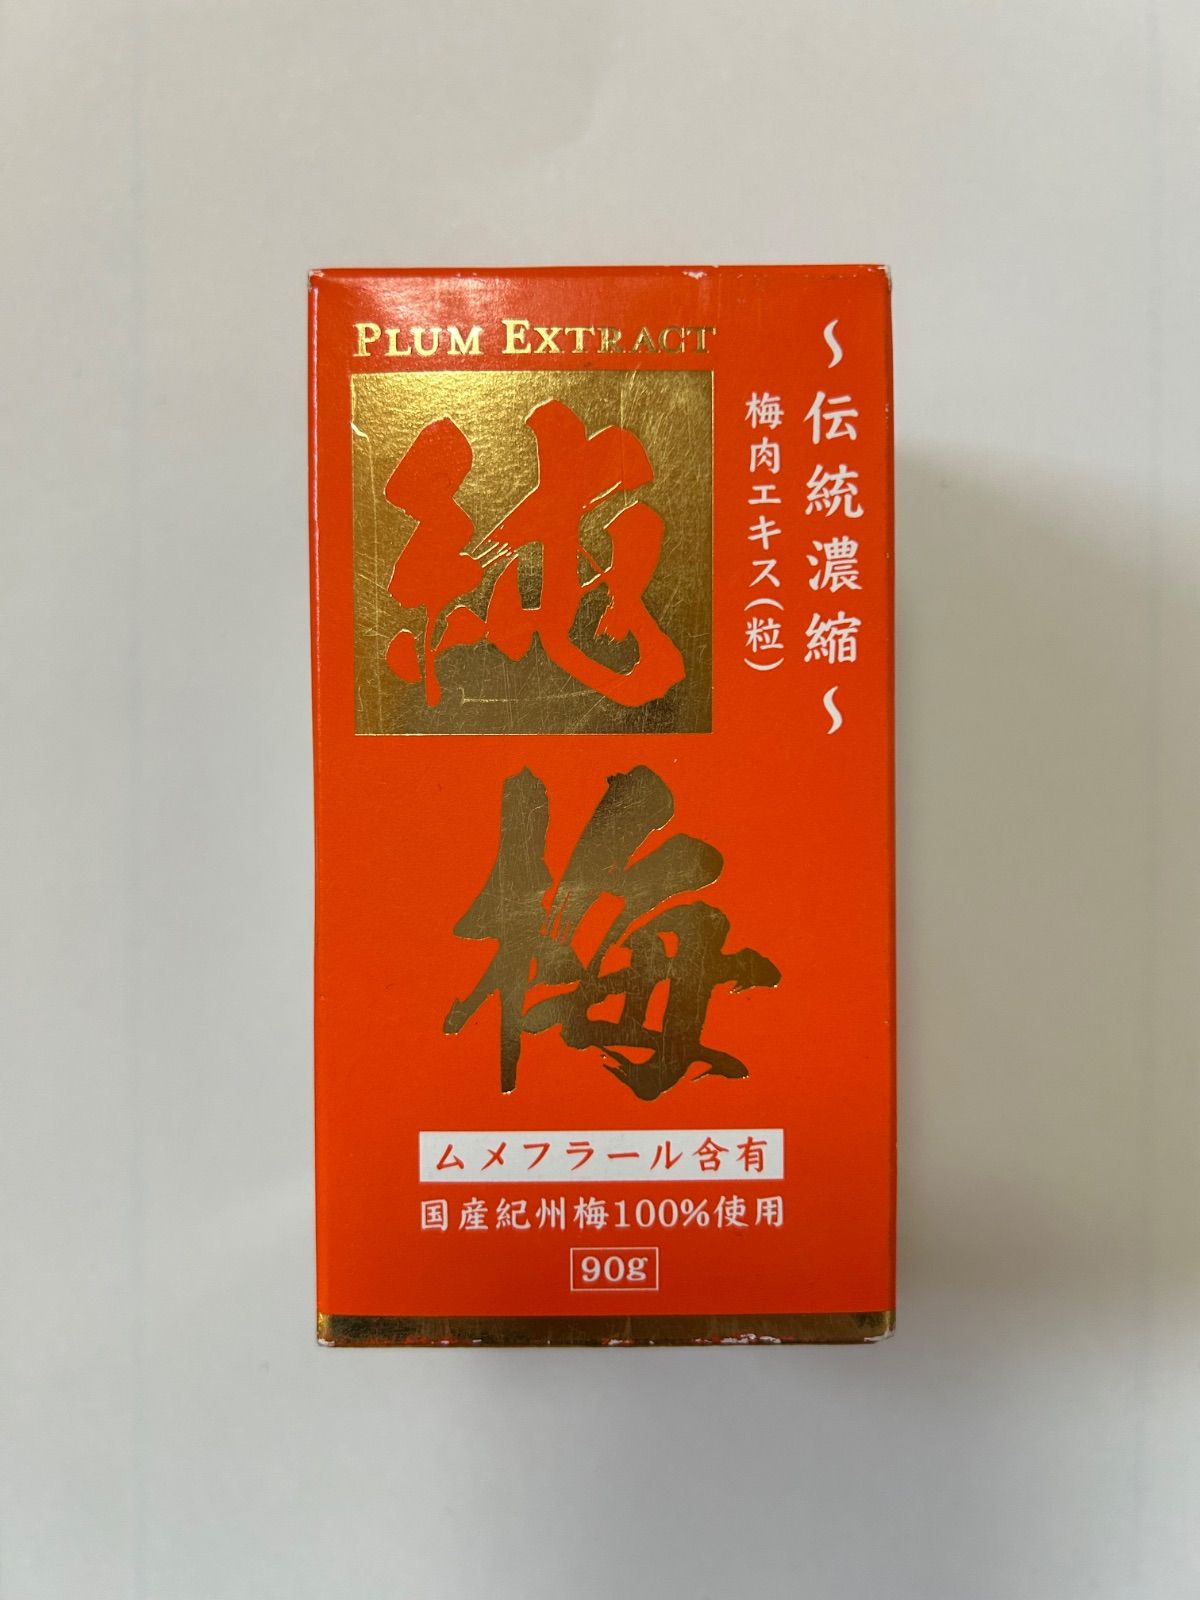 PLUM EXTRACT
～伝統濃縮～
梅肉エキス(粒)
純
梅
ムメフラール含有
国産紀州梅100%使用
90g